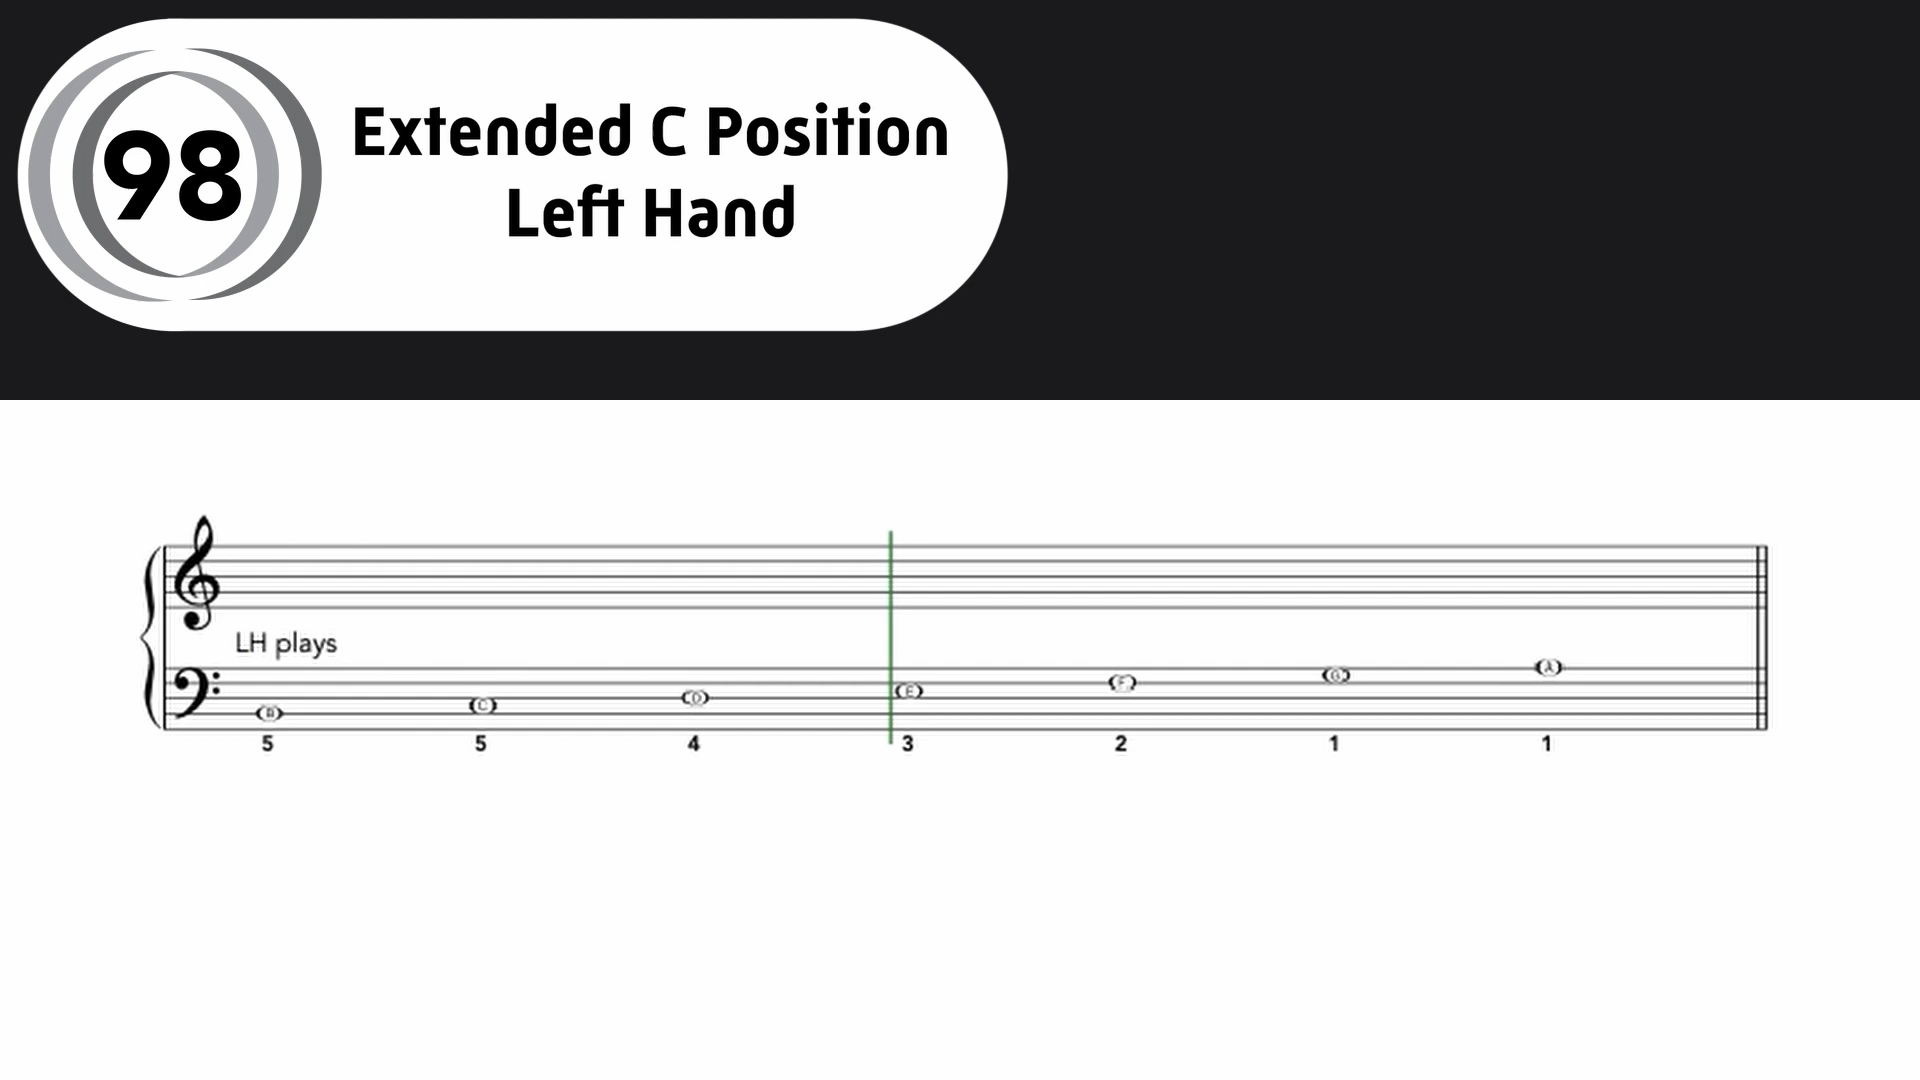 98
Extended C Position
Left Hand
LH plays
B C D E F G A
5 5 4 3 2 1 1